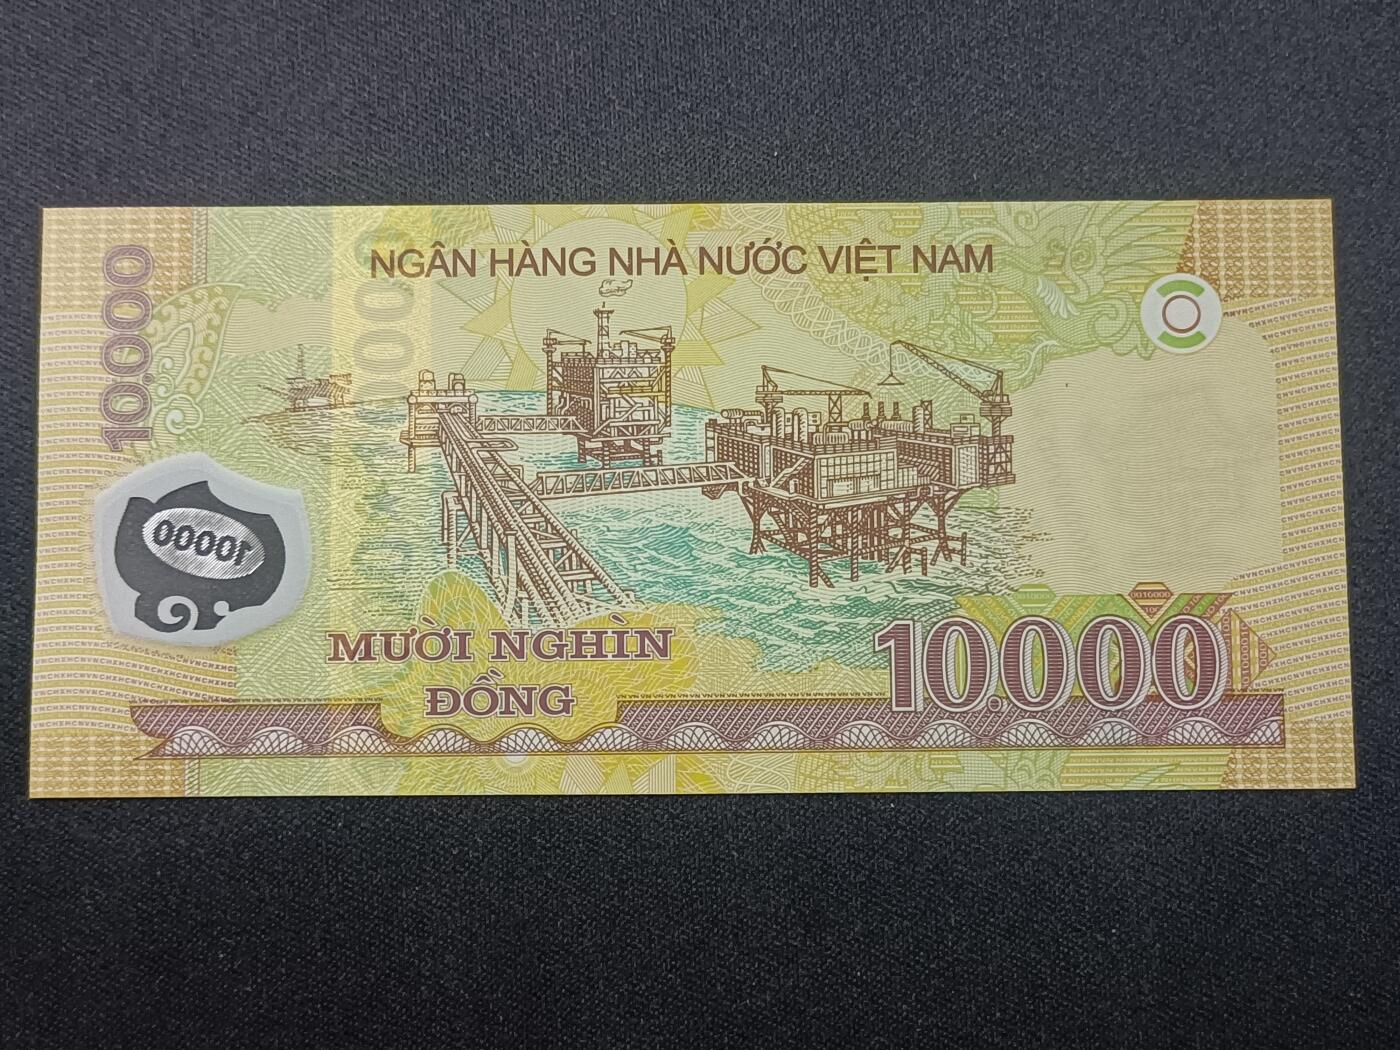 NGÂN HÀNG NHÀ NƯỚC VIỆT NAM
10.000
10000
MƯỜI NGHÌN
ĐỒNG
10.000